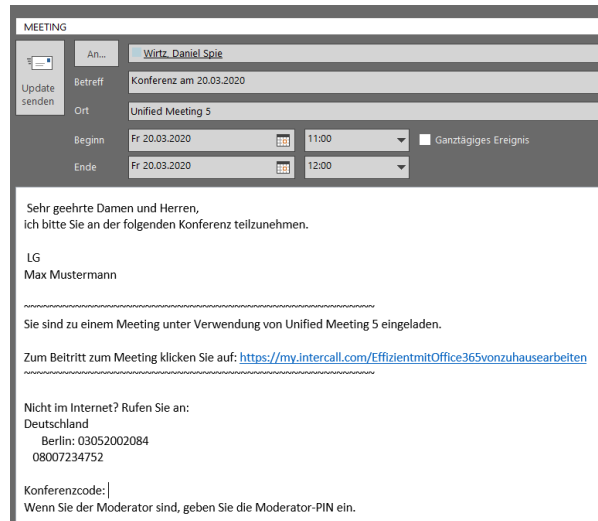 MEETING
An...
Wirtz, Daniel Spie
Update
senden
Betreff
Konferenz am 20.03.2020
Ort
Unified Meeting 5
Beginn
Fr 20.03.2020
11:00
Ganztägiges Ereignis
Ende
Fr 20.03.2020
12:00
Sehr geehrte Damen und Herren,
ich bitte Sie an der folgenden Konferenz teilzunehmen.
LG
Max Mustermann
~~~~~~~~~~~~~~~~~~~~~~~~~~~~~~~~~~~~~~~~~~~~~~~~~~~~~~~
Sie sind zu einem Meeting unter Verwendung von Unified Meeting 5 eingeladen.
Zum Beitritt zum Meeting klicken Sie auf: https://my.intercall.com/EffizientmitOffice365vonzuhausearbeiten
~~~~~~~~~~~~~~~~~~~~~~~~~~~~~~~~~~~~~~~~~~~~~~~~~~~~~~~
Nicht im Internet? Rufen Sie an:
Deutschland
Berlin: 03052002084
08007234752
Konferenzcode:
Wenn Sie der Moderator sind, geben Sie die Moderator-PIN ein.